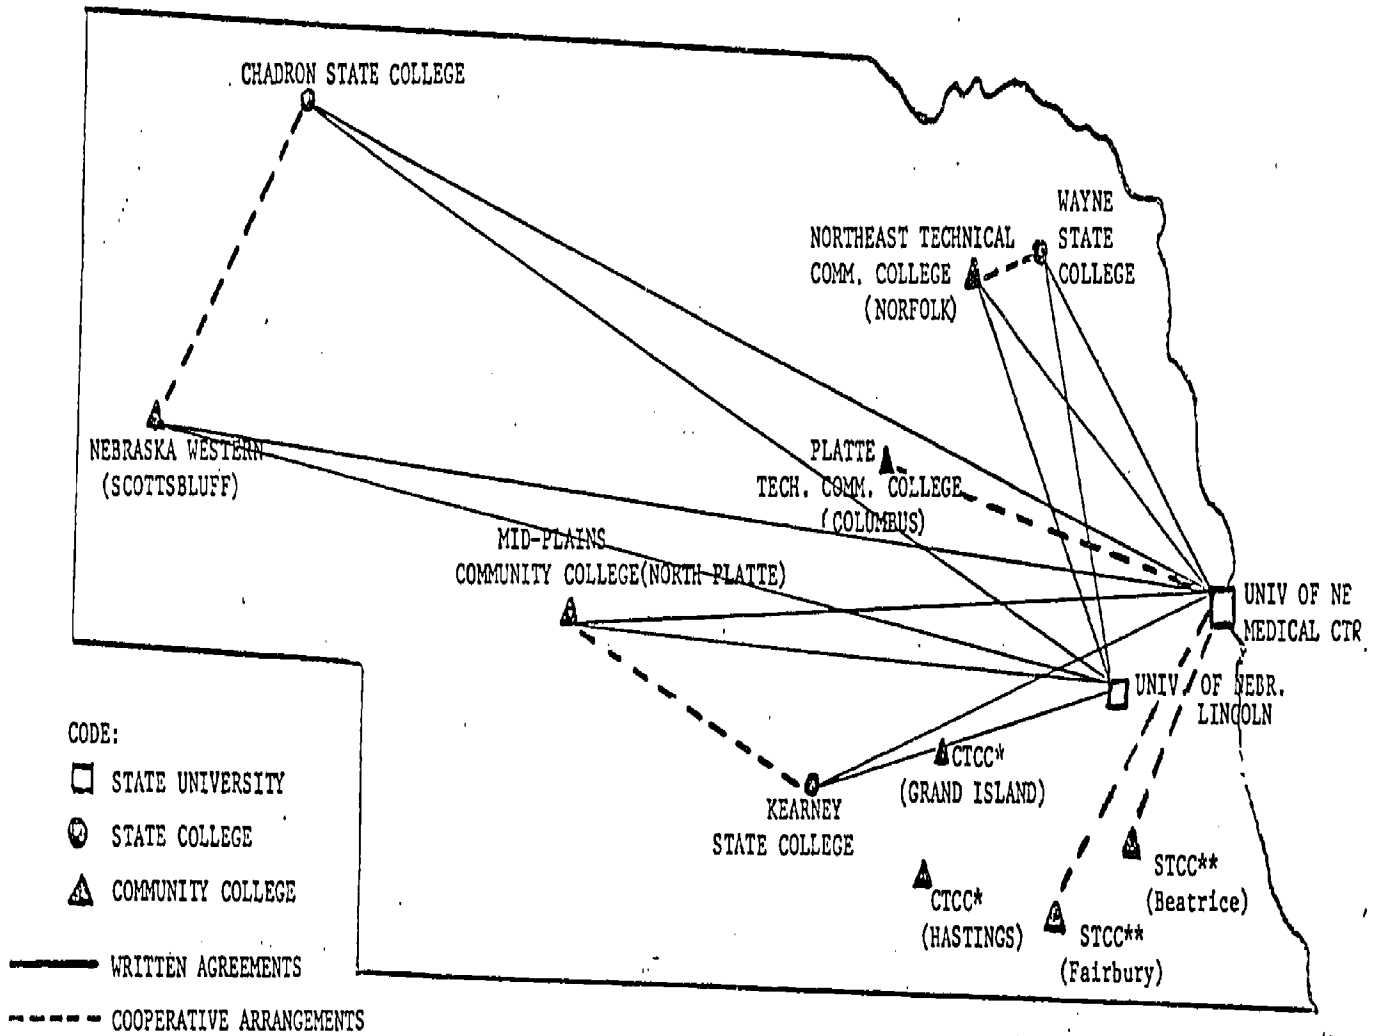 CHADRON STATE COLLEGE
WAYNE
STATE
COLLEGE
NORTHEAST TECHNICAL
COMM. COLLEGE
(NORFOLK)
NEBRASKA WESTERN
(SCOTTSBLUFF)
PLATTE
TECH. COMM. COLLEGE
(COLUMBUS)
MID-PLAINS
COMMUNITY COLLEGE(NORTH PLATTE)
UNIV OF NE
MEDICAL CTR
UNIV. OF NEBR.
LINCOLN
CTCC*
(GRAND ISLAND)
KEARNEY
STATE COLLEGE
CTCC*
(HASTINGS)
STCC**
(Beatrice)
STCC**
(Fairbury)
CODE:
STATE UNIVERSITY
STATE COLLEGE
COMMUNITY COLLEGE
WRITTEN AGREEMENTS
COOPERATIVE ARRANGEMENTS